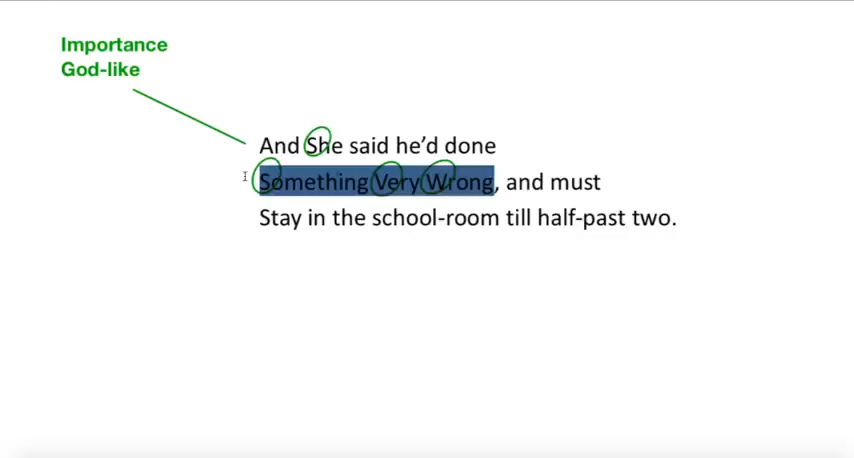 Importance
God-like
And She said he’d done
Something Very Wrong, and must
Stay in the school-room till half-past two.